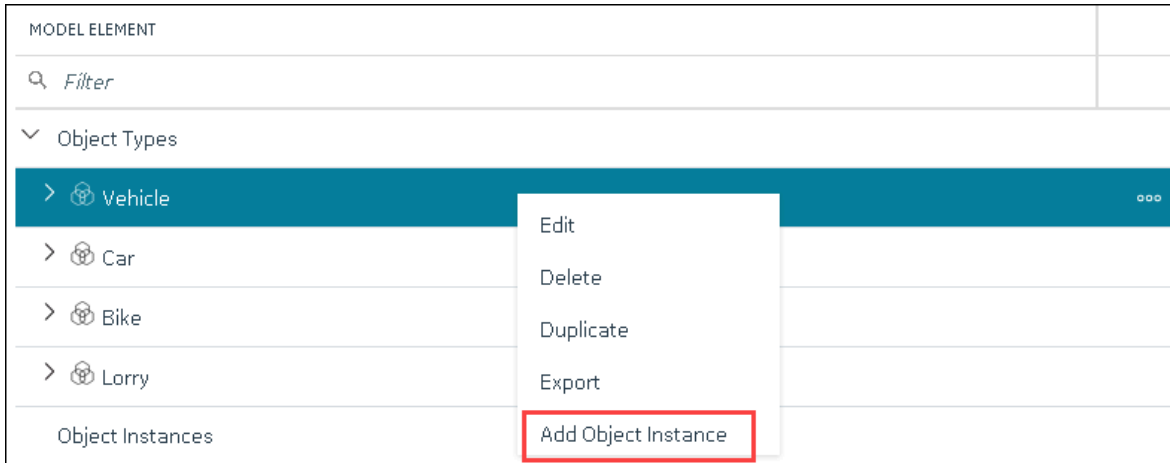 MODEL ELEMENT
Filter
Object Types
Vehicle
Edit
Car
Delete
Bike
Duplicate
Lorry
Export
Object Instances
Add Object Instance